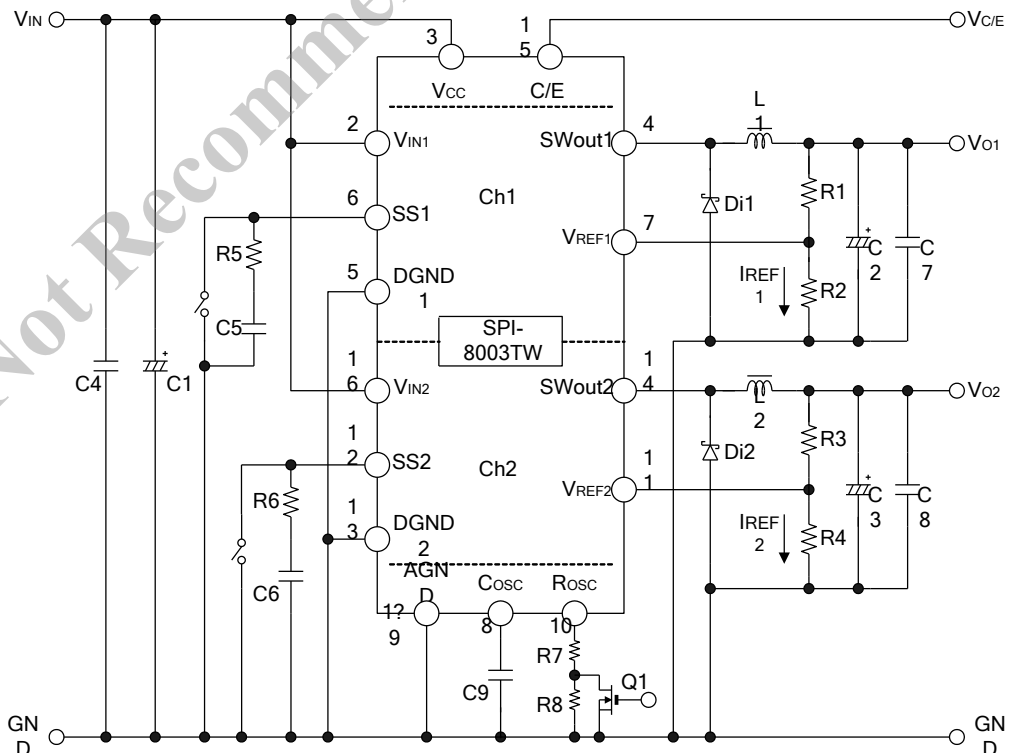 Not Recomme
VIN
VC/E
3
1
5
VCC
C/E
2
VIN1
SWout1
4
L
1
VO1
6
SS1
Ch1
R5
Di1
R1
7
VREF1
C
2
C
7
5
DGND
1
IREF
1
R2
C5
SPI-
8003TW
C4
C1
1
6
VIN2
SWout2
1
4
L
2
VO2
1
2
SS2
Ch2
Di2
R3
R6
1
1
VREF2
C
3
C
8
1
3
DGND
2
IREF
2
R4
C6
AGN
D
COSC
ROSC
1?
9
8
10
R7
C9
R8
Q1
GN
D
GN
D
+
+
+